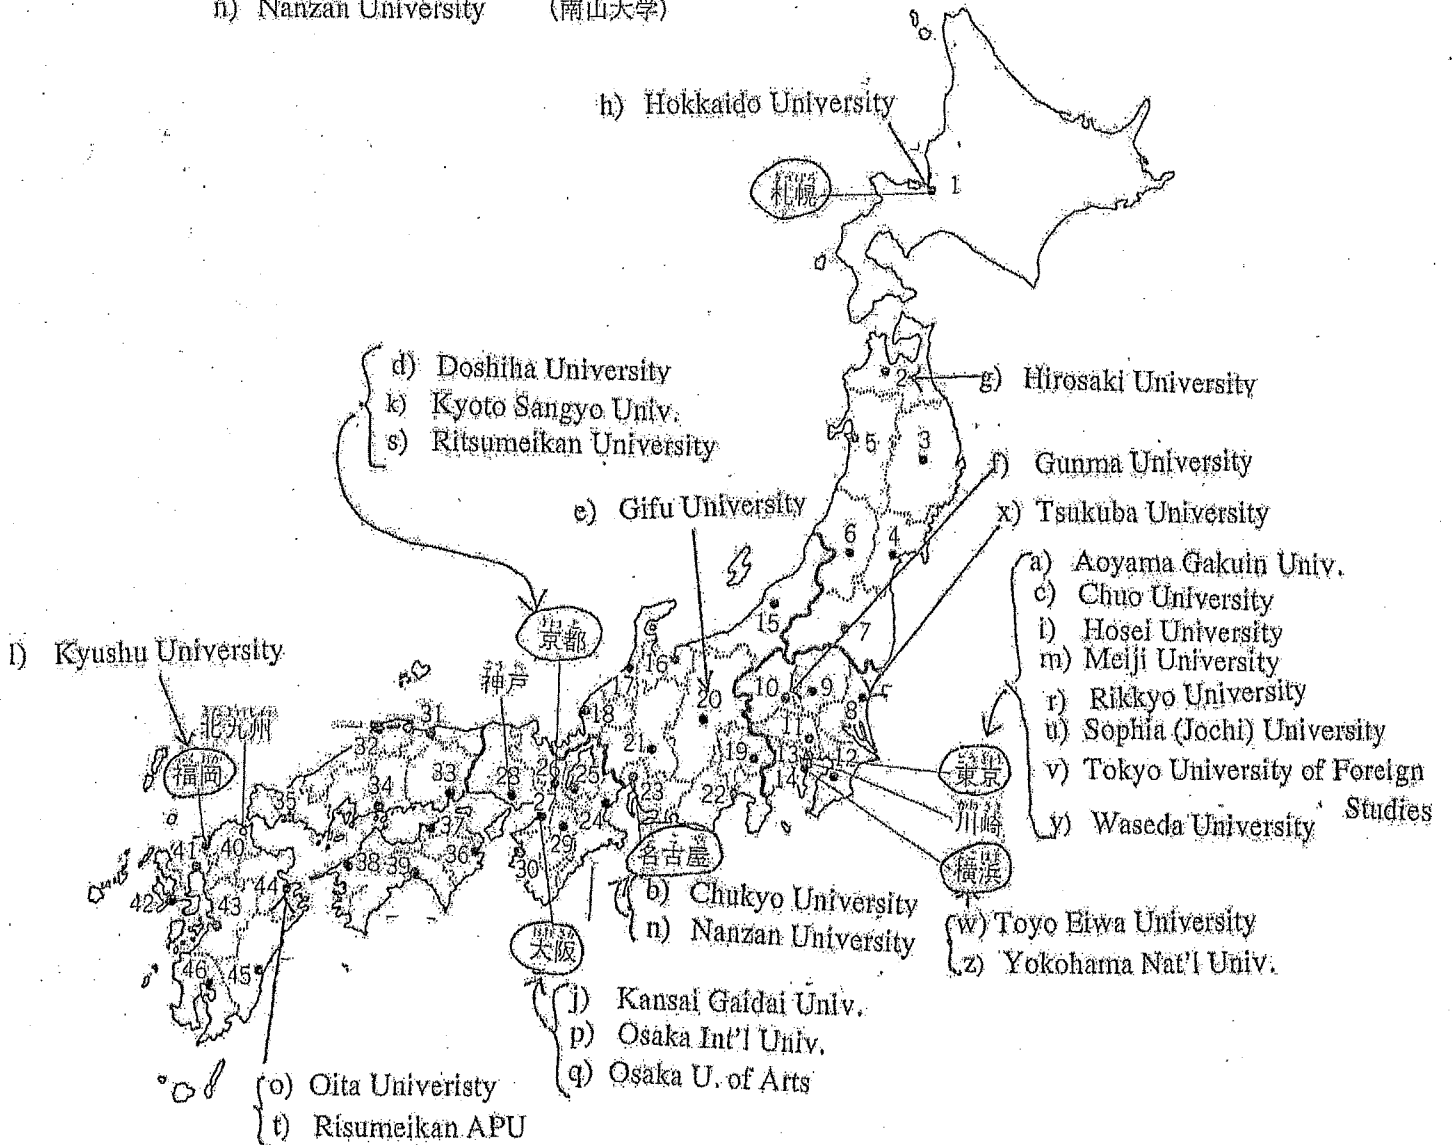 n) Nanzan University (南山大学)
h) Hokkaido University
札幌
1
d) Doshiha University
k) Kyoto Sangyo Univ.
s) Ritsumeikan University
2
g) Hirosaki University
5
3
f) Gunma University
e) Gifu University
x) Tsukuba University
6
4
a) Aoyama Gakuin Univ.
c) Chuo University
i) Hosei University
m) Meiji University
r) Rikkyo University
u) Sophia (Jochi) University
v) Tokyo University of Foreign
Studies
y) Waseda University
15
7
京都
l) Kyushu University
神戸
16
17
10
9
8
20
18
北九州
31
11
福岡
32
21
19
13
12
東京
14
33
28
26
25
34
35
27
23
22
24
川崎
37
29
41
40
36
名古屋
横浜
38
39
30
44
42
43
b) Chukyo University
n) Nanzan University
w) Toyo Eiwa University
z) Yokohama Nat'l Univ.
大阪
46
45
j) Kansai Gaidai Univ.
p) Osaka Int'l Univ.
q) Osaka U. of Arts
o) Oita Univeristy
t) Risumeikan APU